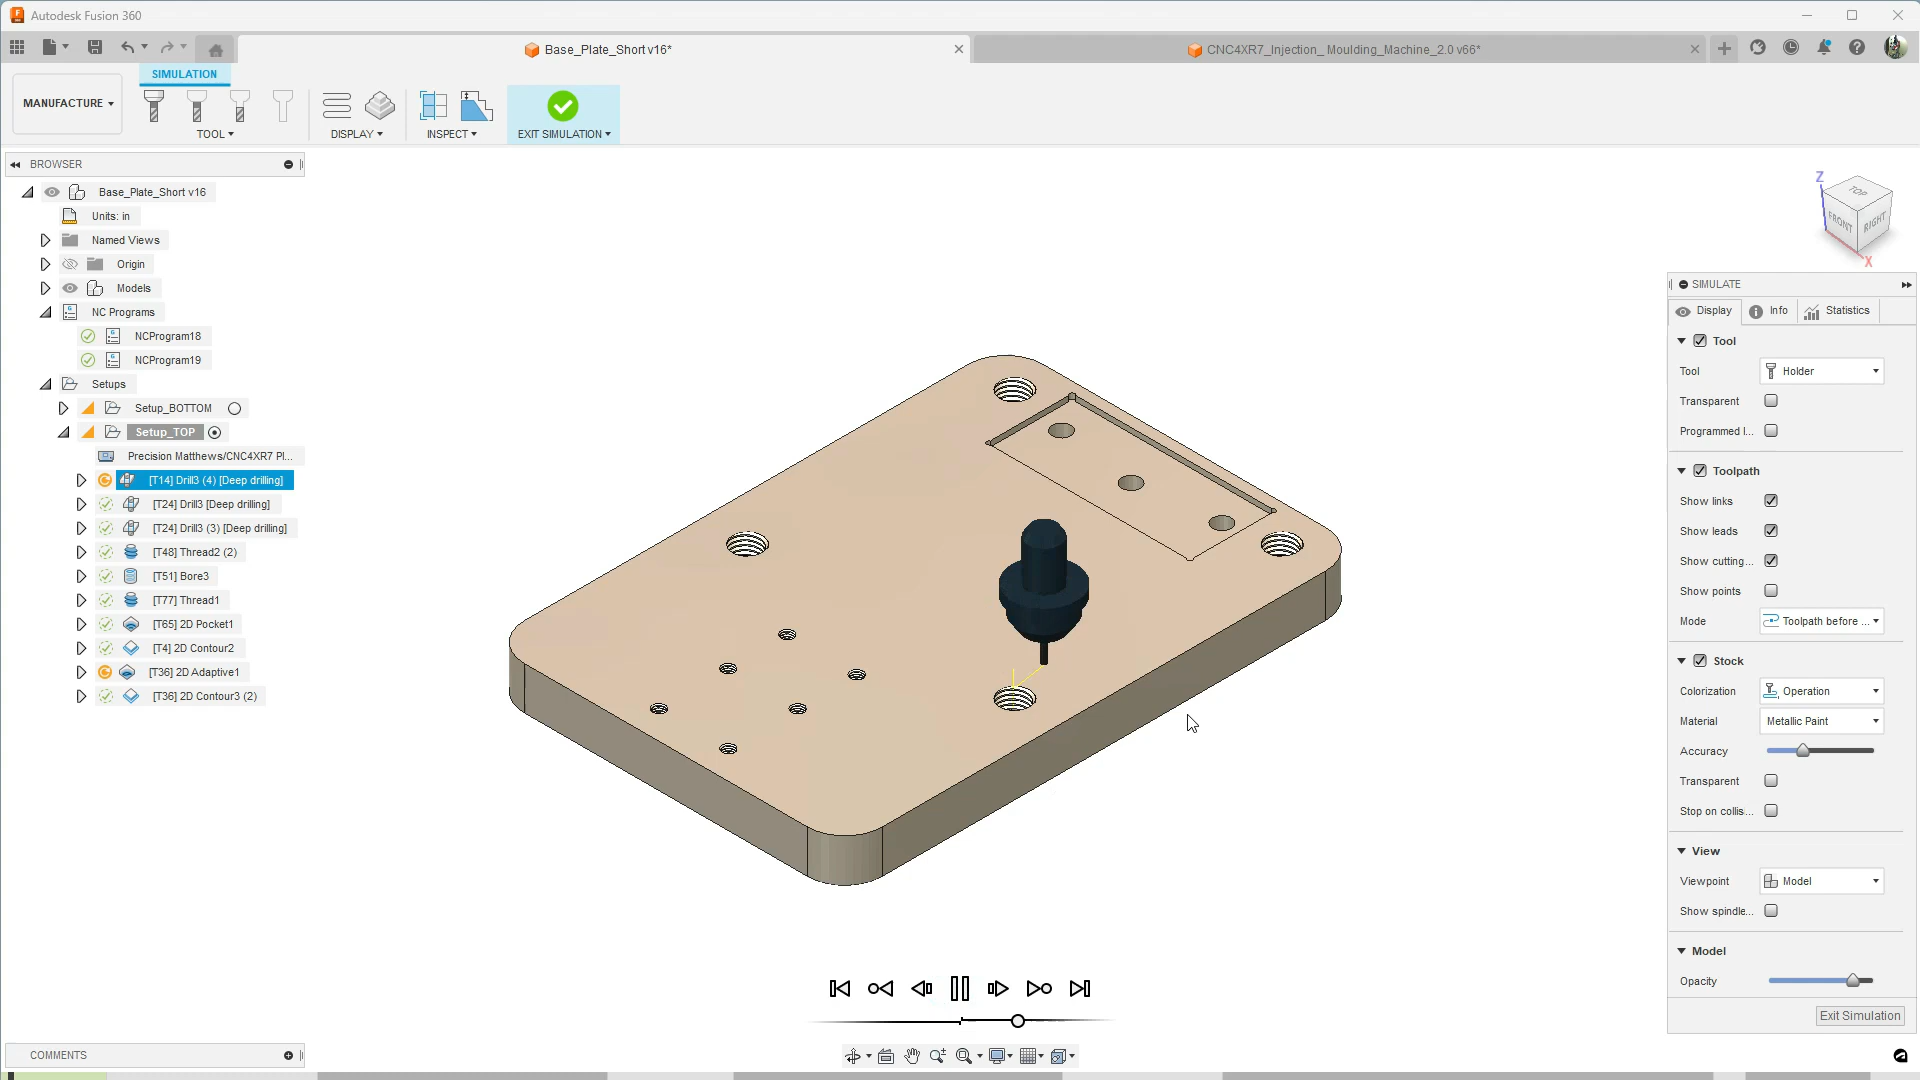 Autodesk Fusion 360
Base_Plate_Short v16*
CNC4XR7_Injection_ Moulding_Machine_2.0 v66*
MANUFACTURE
SIMULATION
TOOL
DISPLAY
INSPECT
EXIT SIMULATION
BROWSER
Base_Plate_Short v16
Units: in
Named Views
Origin
Models
NC Programs
NCProgram18
NCProgram19
Setups
Setup_BOTTOM
Setup_TOP
Precision Matthews/CNC4XR7 Pl...
[T14] Drill3 (4) [Deep drilling]
[T24] Drill3 [Deep drilling]
[T24] Drill3 (3) [Deep drilling]
[T48] Thread2 (2)
[T51] Bore3
[T77] Thread1
[T65] 2D Pocket1
[T4] 2D Contour2
[T36] 2D Adaptive1
[T36] 2D Contour3 (2)
Z
TOP
FRONT
RIGHT
X
SIMULATE
Display
Info
Statistics
Tool
Tool
Holder
Transparent
Programmed l...
Toolpath
Show links
Show leads
Show cutting...
Show points
Mode
Toolpath before ...
Stock
Colorization
Operation
Material
Metallic Paint
Accuracy
Transparent
Stop on collis...
View
Viewpoint
Model
Show spindle...
Model
Opacity
Exit Simulation
COMMENTS